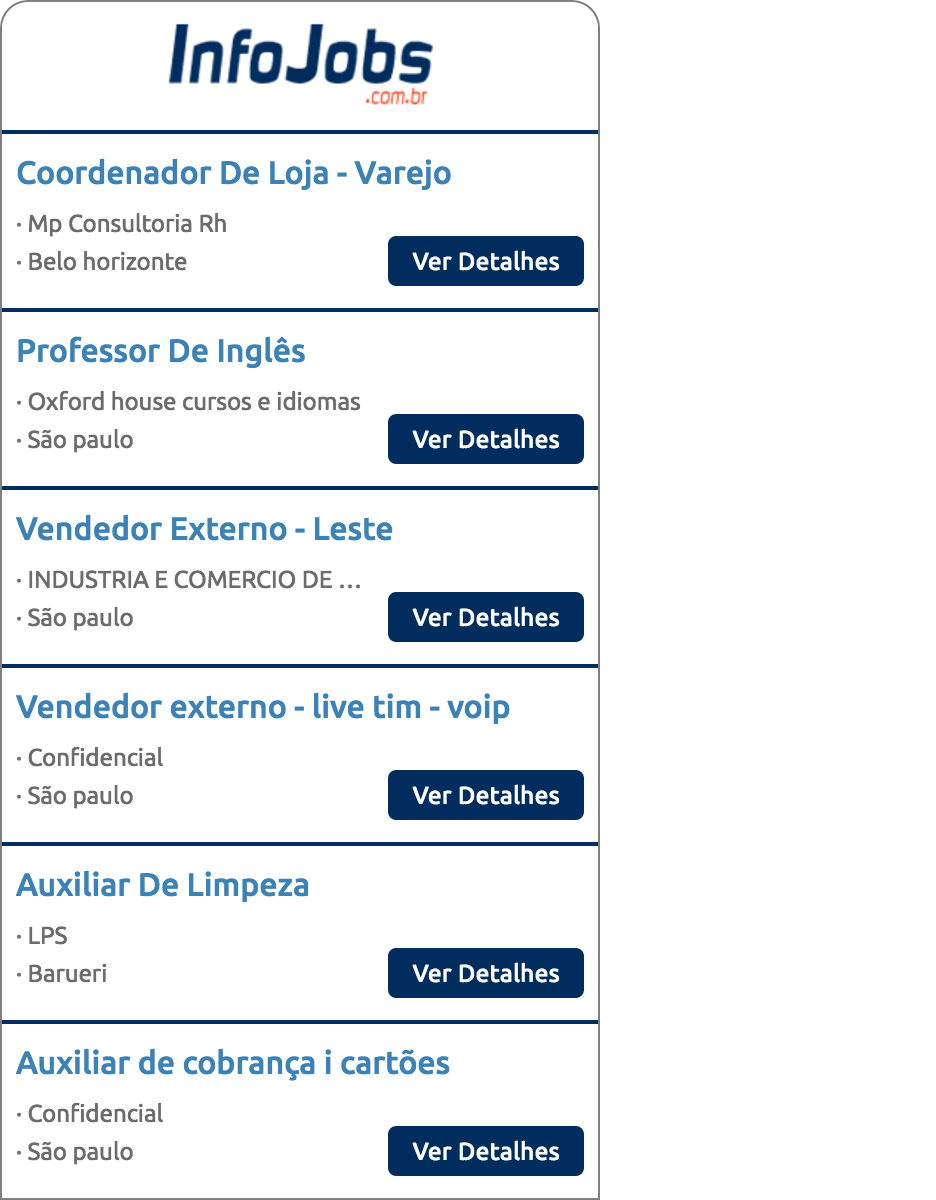 InfoJobs
.com.br
Coordenador De Loja - Varejo
· Mp Consultoria Rh
· Belo horizonte
Ver Detalhes
Professor De Inglês
· Oxford house cursos e idiomas
· São paulo
Ver Detalhes
Vendedor Externo - Leste
· INDUSTRIA E COMERCIO DE ...
· São paulo
Ver Detalhes
Vendedor externo - live tim - voip
· Confidencial
· São paulo
Ver Detalhes
Auxiliar De Limpeza
· LPS
· Barueri
Ver Detalhes
Auxiliar de cobrança i cartões
· Confidencial
· São paulo
Ver Detalhes